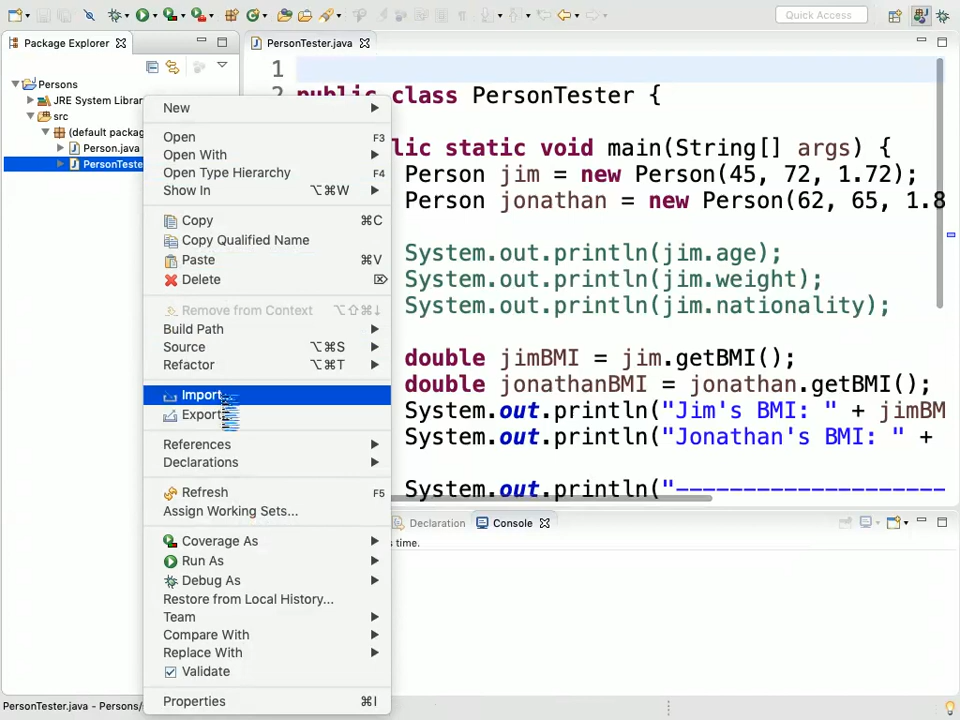 Quick Access
Package Explorer
PersonTester.java
Persons
JRE System Librar
src
(default packag
Person.java
PersonTeste
New
Open F3
Open With
Open Type Hierarchy F4
Show In ⌥⌘W
Copy ⌘C
Copy Qualified Name
Paste ⌘V
Delete ⌦
Remove from Context ⌥⇧⌘↓
Build Path
Source ⌥⌘S
Refactor ⌥⌘T
Import...
Export
References
Declarations
Refresh F5
Assign Working Sets...
Coverage As
Run As
Debug As
Restore from Local History...
Team
Compare With
Replace With
Validate
Properties ⌘I
1
2 public class PersonTester {
lic static void main(String[] args) {
Person jim = new Person(45, 72, 1.72);
Person jonathan = new Person(62, 65, 1.8
System.out.println(jim.age);
System.out.println(jim.weight);
System.out.println(jim.nationality);
double jimBMI = jim.getBMI();
double jonathanBMI = jonathan.getBMI();
System.out.println("Jim's BMI: " + jimBM
System.out.println("Jonathan's BMI: " +
System.out.println("--------------------
Declaration
Console
s time.
PersonTester.java - Persons/